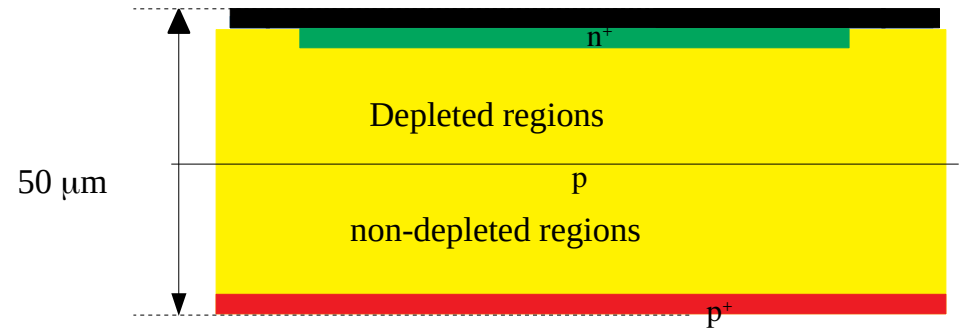 n⁺
Depleted regions
50 μm
p
non-depleted regions
p⁺